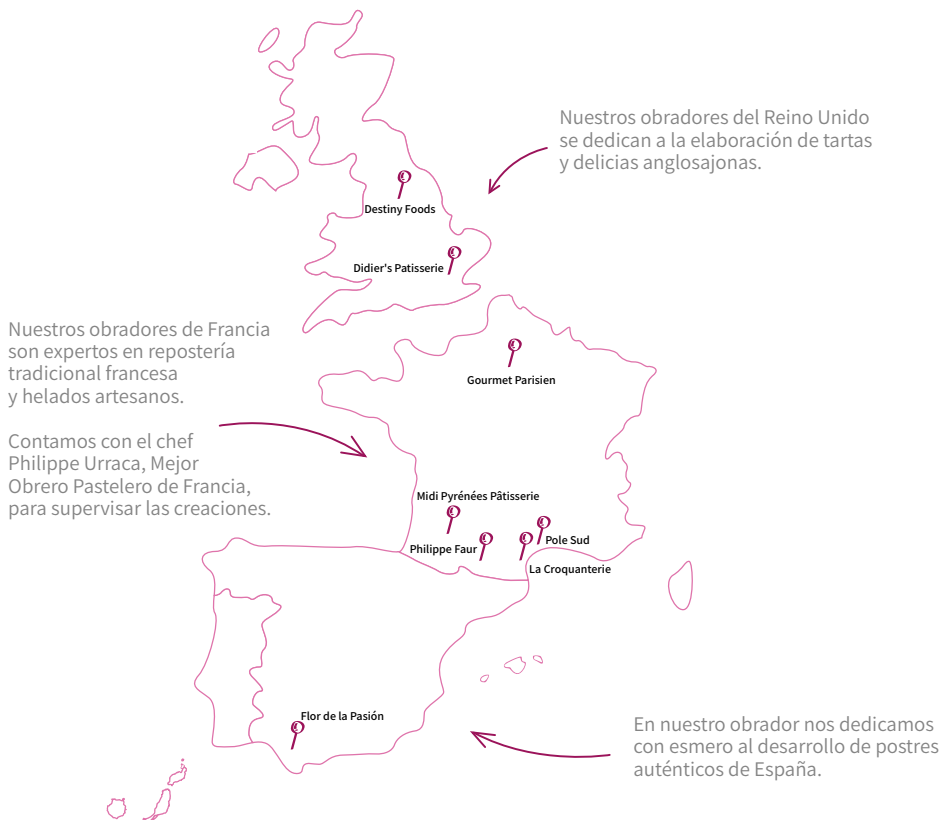 Nuestros obradores del Reino Unido
se dedican a la elaboración de tartas
y delicias anglosajonas.
Destiny Foods
Didier's Patisserie
Nuestros obradores de Francia
son expertos en repostería
tradicional francesa
y helados artesanos.
Contamos con el chef
Philippe Urraca, Mejor
Obrero Pastelero de Francia,
para supervisar las creaciones.
Gourmet Parisien
Midi Pyrénées Pâtisserie
Philippe Faur
Pole Sud
La Croquanterie
Flor de la Pasión
En nuestro obrador nos dedicamos
con esmero al desarrollo de postres
auténticos de España.